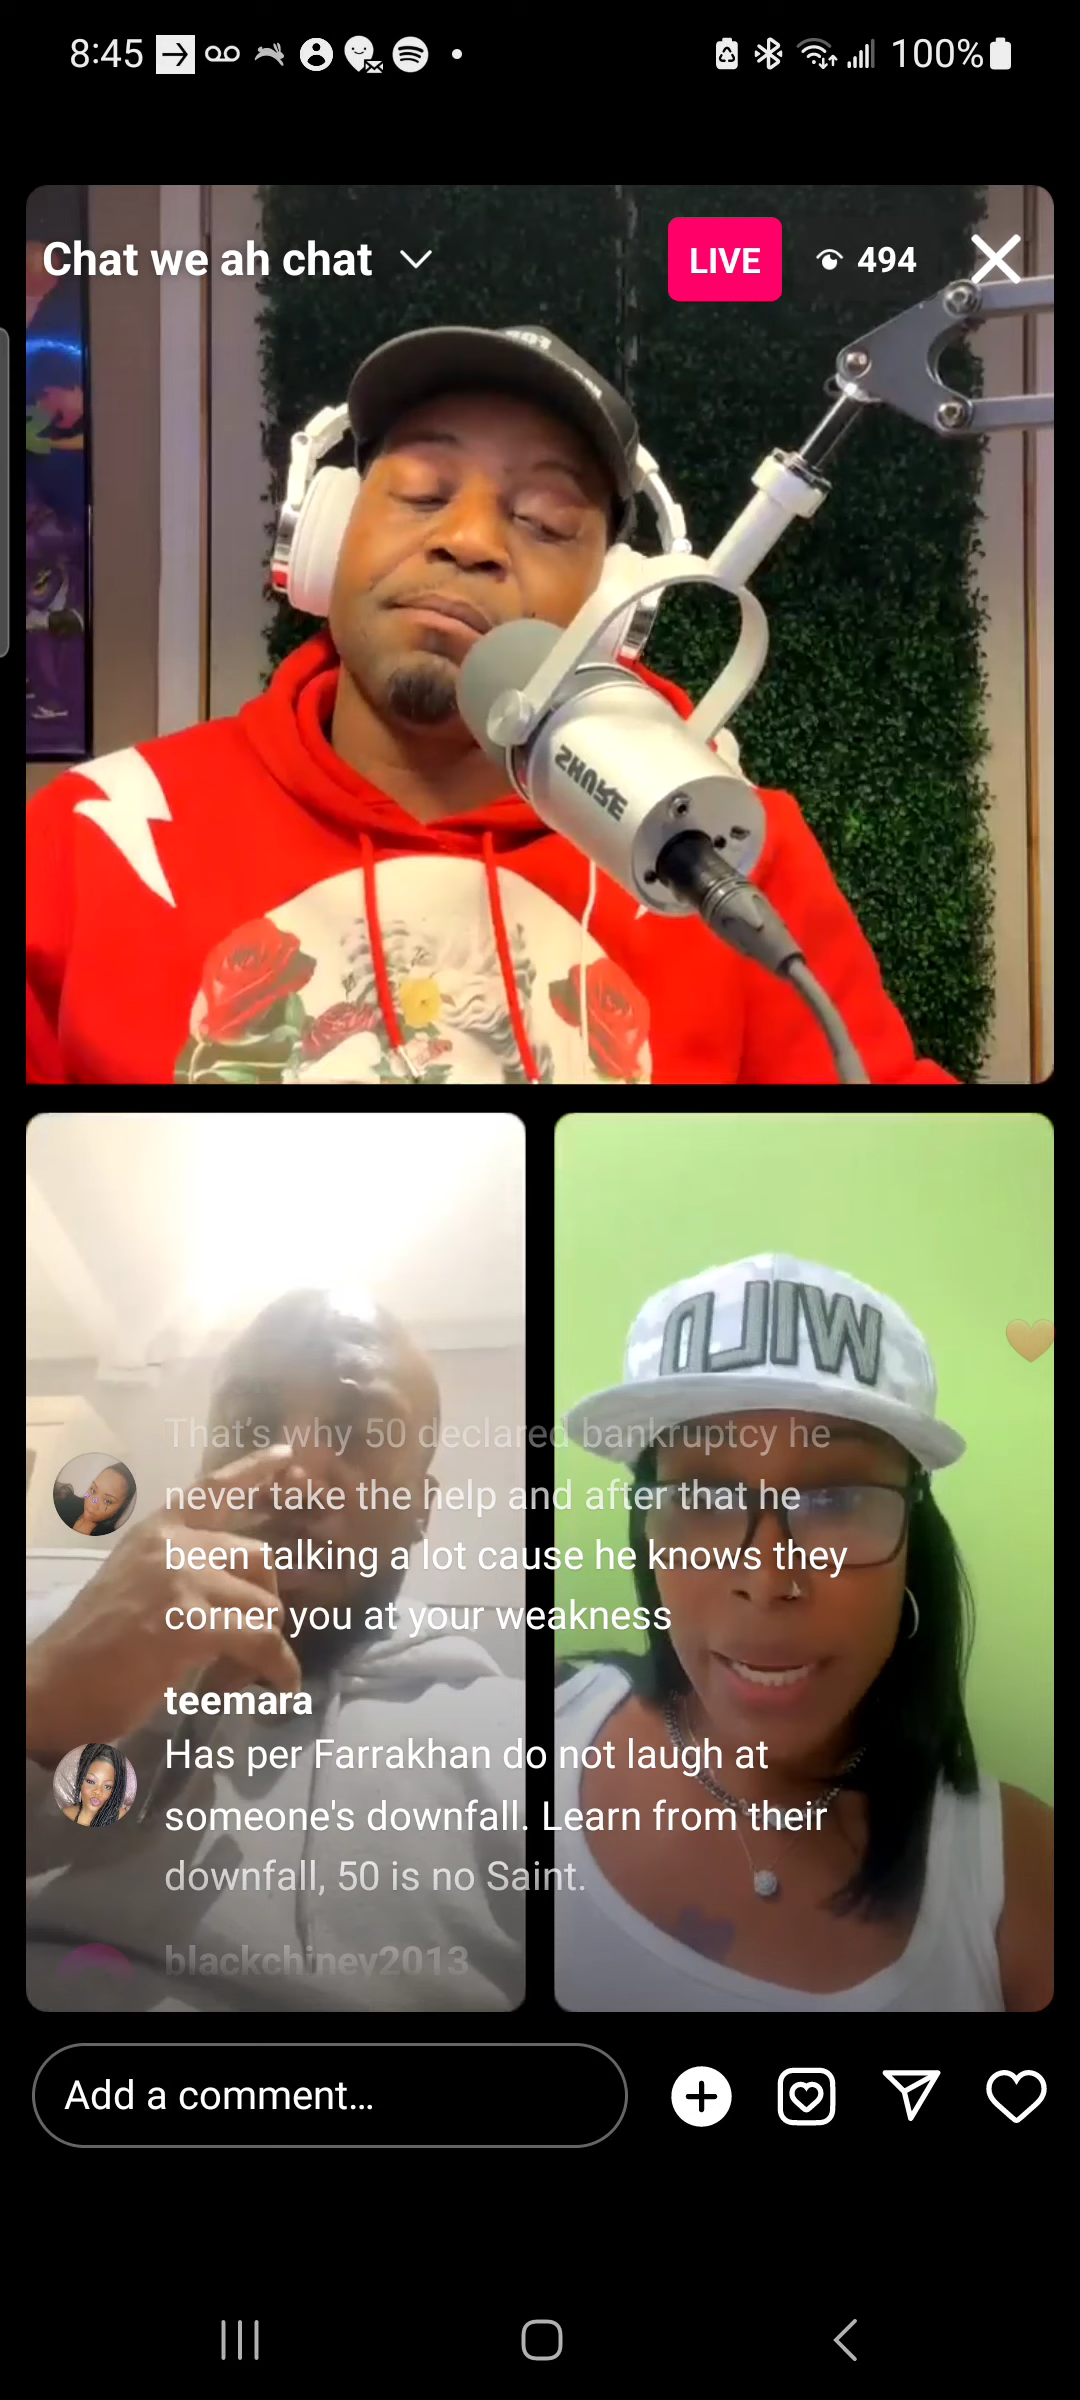 8:45
100%
Chat we ah chat
LIVE
494
SHURE
WILD
That's why 50 declared bankruptcy he
never take the help and after that he
been talking a lot cause he knows they
corner you at your weakness
teemara
Has per Farrakhan do not laugh at
someone's downfall. Learn from their
downfall, 50 is no Saint.
blackchiney2013
Add a comment...